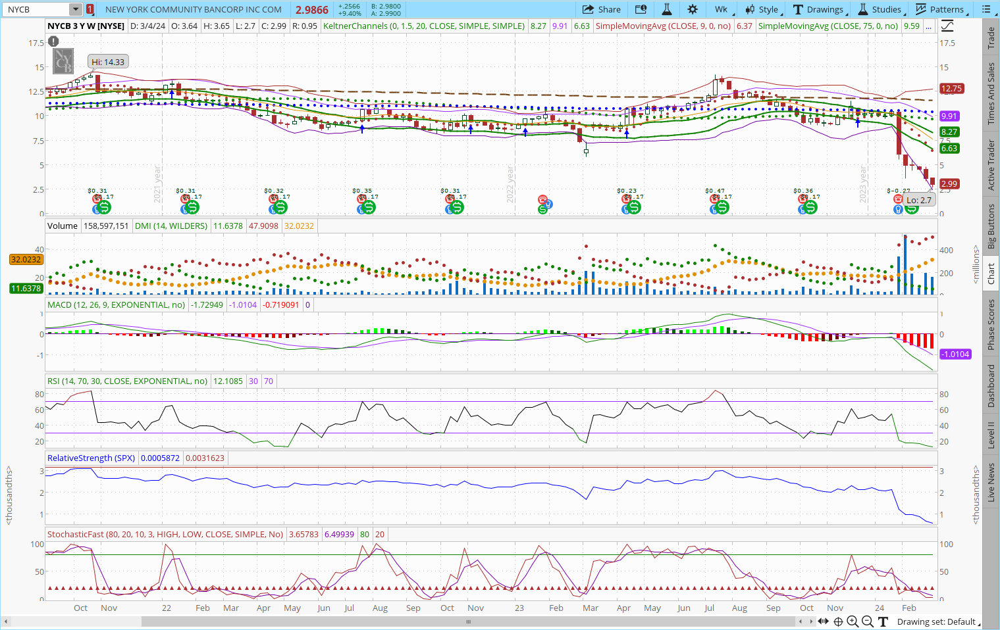 NYCB 1 NEW YORK COMMUNITY BANCORP INC COM 2.9866 +.2566 +9.40% B: 2.9800 A: 2.9900 Share Wk Style Drawings Studies Patterns
NYCB 3 Y W [NYSE] D: 3/4/24 O: 3.64 H: 3.65 L: 2.7 C: 2.99 R: 0.95 KeltnerChannels (0, 1.5, 20, CLOSE, SIMPLE, SIMPLE) 8.27 9.91 6.63 SimpleMovingAvg (CLOSE, 9, 0, no) 6.37 SimpleMovingAvg (CLOSE, 75, 0, no) 9.59 ...
17.5 17.5
NYCB
Hi: 14.33
15 15
12.5 12.75
10 9.91
8.27
7.5 7.5
6.63
5 5
2.99
2.5 2.5
0 0
2021 year 2022 year 2023 year
$0.31 $0.31 $0.32 $0.35 $0.31 $0.23 $0.47 $0.36 $-0.27
$0.17 $0.17 $0.17 $0.17 $0.17 $0.17 $0.17 $0.17
Lo: 2.7
Volume 158,597,151 DMI (14, WILDERS) 11.6378 47.9098 32.0232
40 400
32.0232
20 200
11.6378
0
<millions>
MACD (12, 26, 9, EXPONENTIAL, no) -1.72949 -1.0104 -0.719091 0
1 1
0 0
-1 -1.0104
RSI (14, 70, 30, CLOSE, EXPONENTIAL, no) 12.1085 30 70
80 80
60 60
40 40
20 20
RelativeStrength (SPX) 0.0005872 0.0031623
3 3
2 2
1 1
<thousandths> <thousandths>
StochasticFast (80, 20, 10, 3, HIGH, LOW, CLOSE, SIMPLE, No) 3.65783 6.49939 80 20
100 100
50 50
0 0
Oct Nov 22 Feb Mar Apr May Jun Jul Aug Sep Oct Nov 23 Feb Mar Apr May Jun Jul Aug Sep Oct Nov 24 Feb
Drawing set: Default
Trade
Times And Sales
Active Trader
Big Buttons
Chart
Phase Scores
Dashboard
Level II
Live News